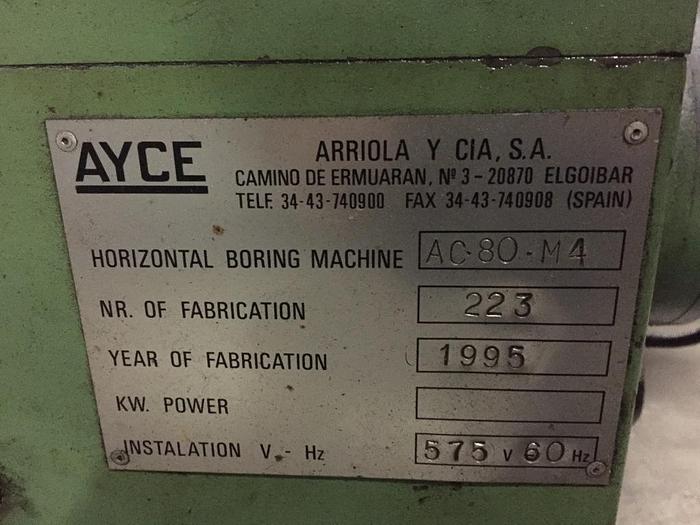 AYCE
ARRIOLA Y CIA, S.A.
CAMINO DE ERMUARAN, Nº 3-20870 ELGOIBAR
TELF. 34-43-740900 FAX 34-43-740908 (SPAIN)
HORIZONTAL BORING MACHINE AC-80-M4
NR. OF FABRICATION 223
YEAR OF FABRICATION 1995
KW. POWER
INSTALATION V.- Hz 575 V 60 Hz